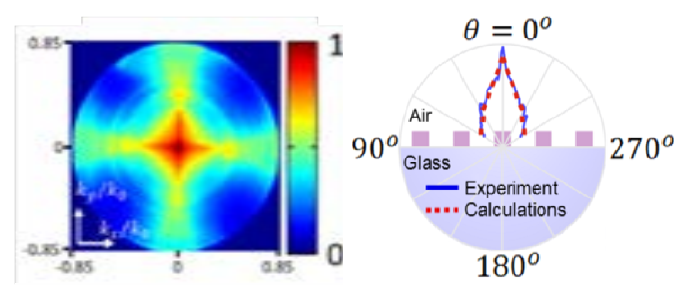 0.85
0
-0.85
k_y/k_0
k_x/k_0
-0.85
0
0.85
1
0
θ = 0°
Air
90°
270°
Glass
Experiment
Calculations
180°